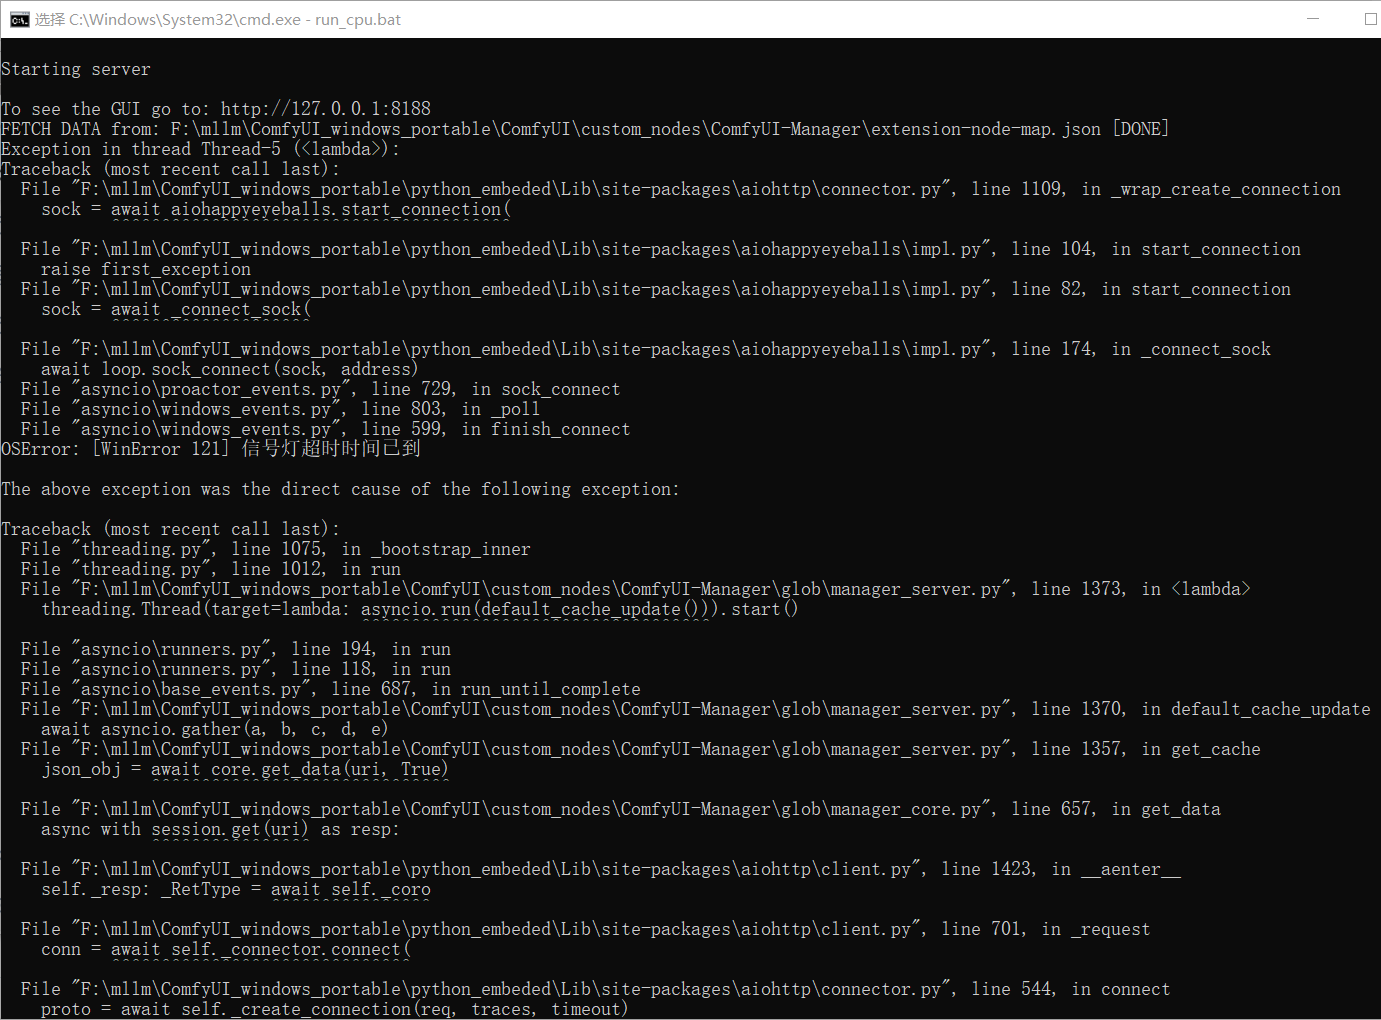 选择 C:\Windows\System32\cmd.exe - run_cpu.bat
Starting server
To see the GUI go to: http://127.0.0.1:8188
FETCH DATA from: F:\mllm\ComfyUI_windows_portable\ComfyUI\custom_nodes\ComfyUI-Manager\extension-node-map.json [DONE]
Exception in thread Thread-5 (<lambda>):
Traceback (most recent call last):
  File "F:\mllm\ComfyUI_windows_portable\python_embeded\Lib\site-packages\aiohttp\connector.py", line 1109, in _wrap_create_connection
    sock = await aiohappyeyeballs.start_connection(
  File "F:\mllm\ComfyUI_windows_portable\python_embeded\Lib\site-packages\aiohappyeyeballs\impl.py", line 104, in start_connection
    raise first_exception
  File "F:\mllm\ComfyUI_windows_portable\python_embeded\Lib\site-packages\aiohappyeyeballs\impl.py", line 82, in start_connection
    sock = await _connect_sock(
  File "F:\mllm\ComfyUI_windows_portable\python_embeded\Lib\site-packages\aiohappyeyeballs\impl.py", line 174, in _connect_sock
    await loop.sock_connect(sock, address)
  File "asyncio\proactor_events.py", line 729, in sock_connect
  File "asyncio\windows_events.py", line 803, in _poll
  File "asyncio\windows_events.py", line 599, in finish_connect
OSError: [WinError 121] 信号灯超时时间已到
The above exception was the direct cause of the following exception:
Traceback (most recent call last):
  File "threading.py", line 1075, in _bootstrap_inner
  File "threading.py", line 1012, in run
  File "F:\mllm\ComfyUI_windows_portable\ComfyUI\custom_nodes\ComfyUI-Manager\glob\manager_server.py", line 1373, in <lambda>
    threading.Thread(target=lambda: asyncio.run(default_cache_update())).start()
  File "asyncio\runners.py", line 194, in run
  File "asyncio\runners.py", line 118, in run
  File "asyncio\base_events.py", line 687, in run_until_complete
  File "F:\mllm\ComfyUI_windows_portable\ComfyUI\custom_nodes\ComfyUI-Manager\glob\manager_server.py", line 1370, in default_cache_update
    await asyncio.gather(a, b, c, d, e)
  File "F:\mllm\ComfyUI_windows_portable\ComfyUI\custom_nodes\ComfyUI-Manager\glob\manager_server.py", line 1357, in get_cache
    json_obj = await core.get_data(uri, True)
  File "F:\mllm\ComfyUI_windows_portable\ComfyUI\custom_nodes\ComfyUI-Manager\glob\manager_core.py", line 657, in get_data
    async with session.get(uri) as resp:
  File "F:\mllm\ComfyUI_windows_portable\python_embeded\Lib\site-packages\aiohttp\client.py", line 1423, in __aenter__
    self._resp: _RetType = await self._coro
  File "F:\mllm\ComfyUI_windows_portable\python_embeded\Lib\site-packages\aiohttp\client.py", line 701, in _request
    conn = await self._connector.connect(
  File "F:\mllm\ComfyUI_windows_portable\python_embeded\Lib\site-packages\aiohttp\connector.py", line 544, in connect
    proto = await self._create_connection(req, traces, timeout)